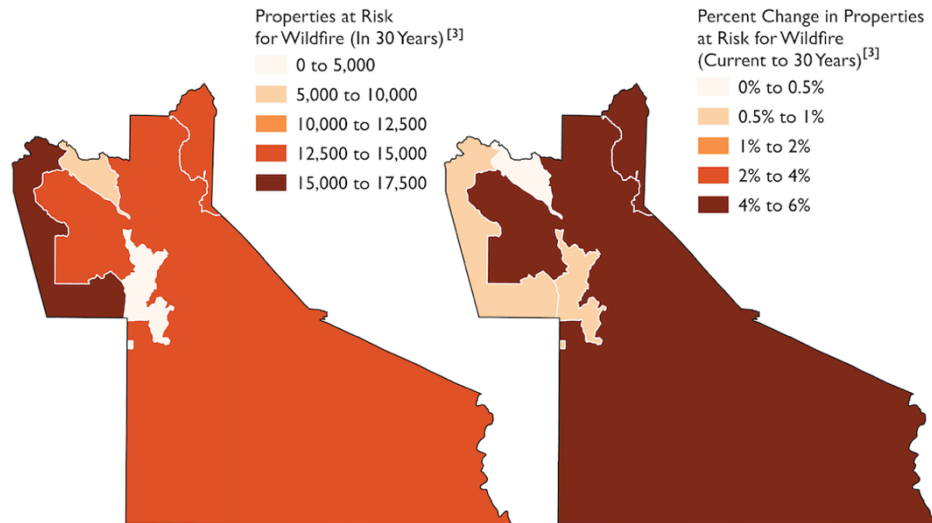 Properties at Risk
for Wildfire (In 30 Years)[3]
0 to 5,000
5,000 to 10,000
10,000 to 12,500
12,500 to 15,000
15,000 to 17,500
Percent Change in Properties
at Risk for Wildfire
(Current to 30 Years)[3]
0% to 0.5%
0.5% to 1%
1% to 2%
2% to 4%
4% to 6%